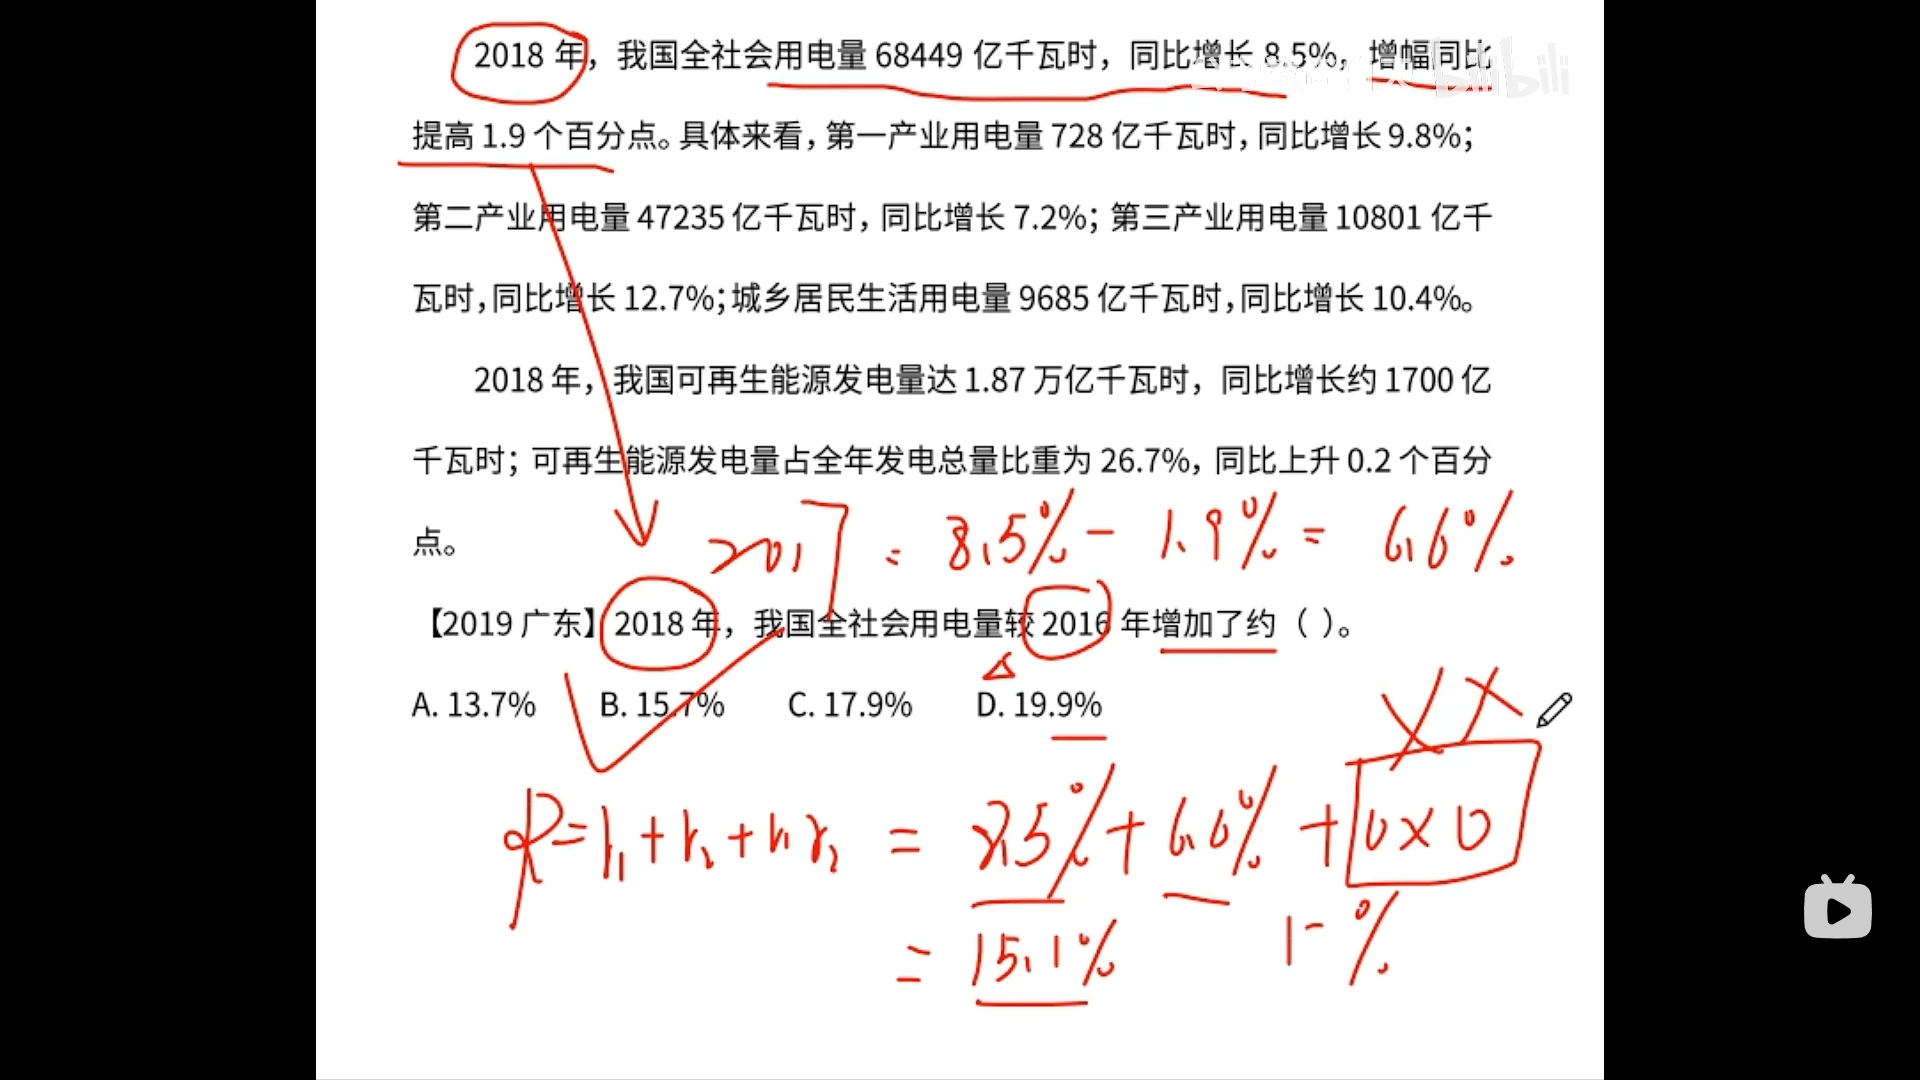 2018 年，我国全社会用电量 68449 亿千瓦时，同比增长 8.5%，增幅同比
bilibili
提高 1.9 个百分点。具体来看，第一产业用电量 728 亿千瓦时，同比增长 9.8%；
第二产业用电量 47235 亿千瓦时，同比增长 7.2%；第三产业用电量 10801 亿千
瓦时，同比增长 12.7%；城乡居民生活用电量 9685 亿千瓦时，同比增长 10.4%。
2018 年，我国可再生能源发电量达 1.87 万亿千瓦时，同比增长约 1700 亿
千瓦时；可再生能源发电量占全年发电总量比重为 26.7%，同比上升 0.2 个百分
点。
2017 = 8.5% - 1.9% = 6.6%
【2019 广东】2018 年，我国全社会用电量较 2016 年增加了约（ ）。
A. 13.7% B. 15.7% C. 17.9% D. 19.9%
R = r₁ + r₂ + r₁r₂ = 8.5% + 6.6% +
= 15.1%